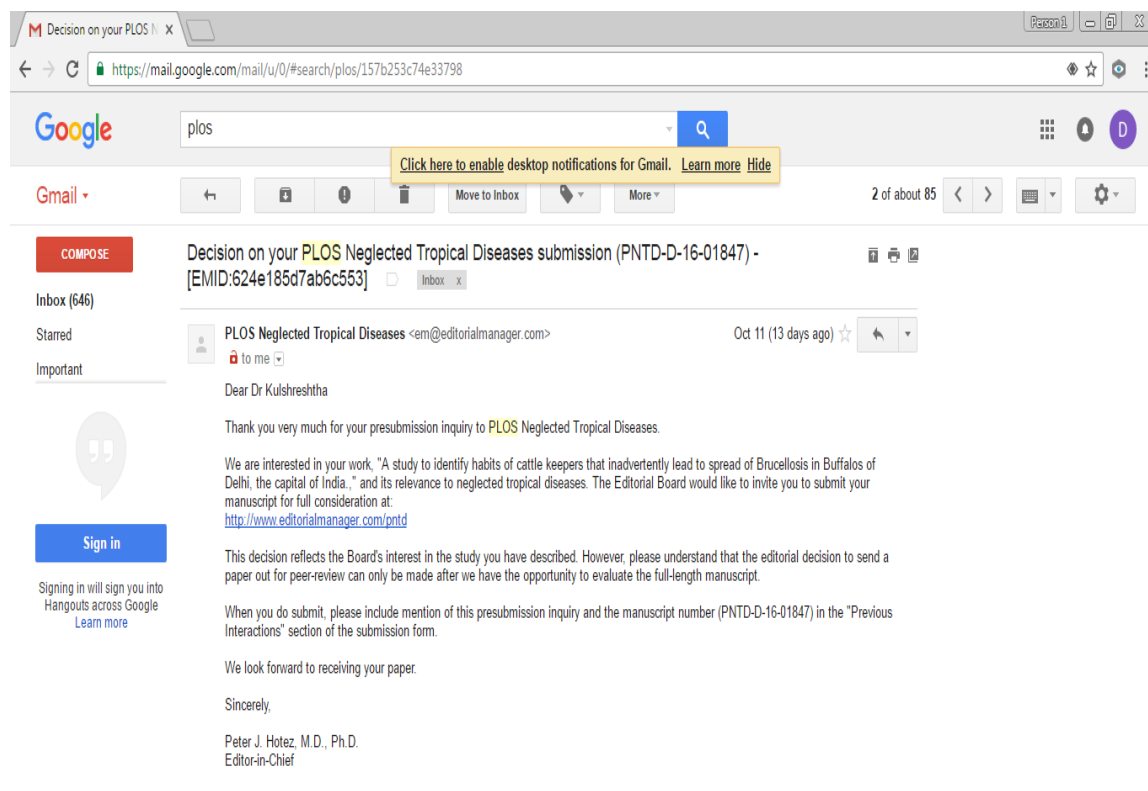 Decision on your PLOS N
Person 1
https://mail.google.com/mail/u/0/#search/plos/157b253c74e33798
Google
plos
D
Click here to enable desktop notifications for Gmail. Learn more Hide
Gmail
Move to Inbox
More
2 of about 85
COMPOSE
Inbox (646)
Starred
Important
Sign in
Signing in will sign you into
Hangouts across Google
Learn more
Decision on your PLOS Neglected Tropical Diseases submission (PNTD-D-16-01847) -
[EMID:624e185d7ab6c553]
Inbox x
PLOS Neglected Tropical Diseases <em@editorialmanager.com>
Oct 11 (13 days ago)
to me
Dear Dr Kulshreshtha
Thank you very much for your presubmission inquiry to PLOS Neglected Tropical Diseases.
We are interested in your work, "A study to identify habits of cattle keepers that inadvertently lead to spread of Brucellosis in Buffalos of
Delhi, the capital of India.," and its relevance to neglected tropical diseases. The Editorial Board would like to invite you to submit your
manuscript for full consideration at:
http://www.editorialmanager.com/pntd
This decision reflects the Board's interest in the study you have described. However, please understand that the editorial decision to send a
paper out for peer-review can only be made after we have the opportunity to evaluate the full-length manuscript.
When you do submit, please include mention of this presubmission inquiry and the manuscript number (PNTD-D-16-01847) in the "Previous
Interactions" section of the submission form.
We look forward to receiving your paper.
Sincerely,
Peter J. Hotez, M.D., Ph.D.
Editor-in-Chief